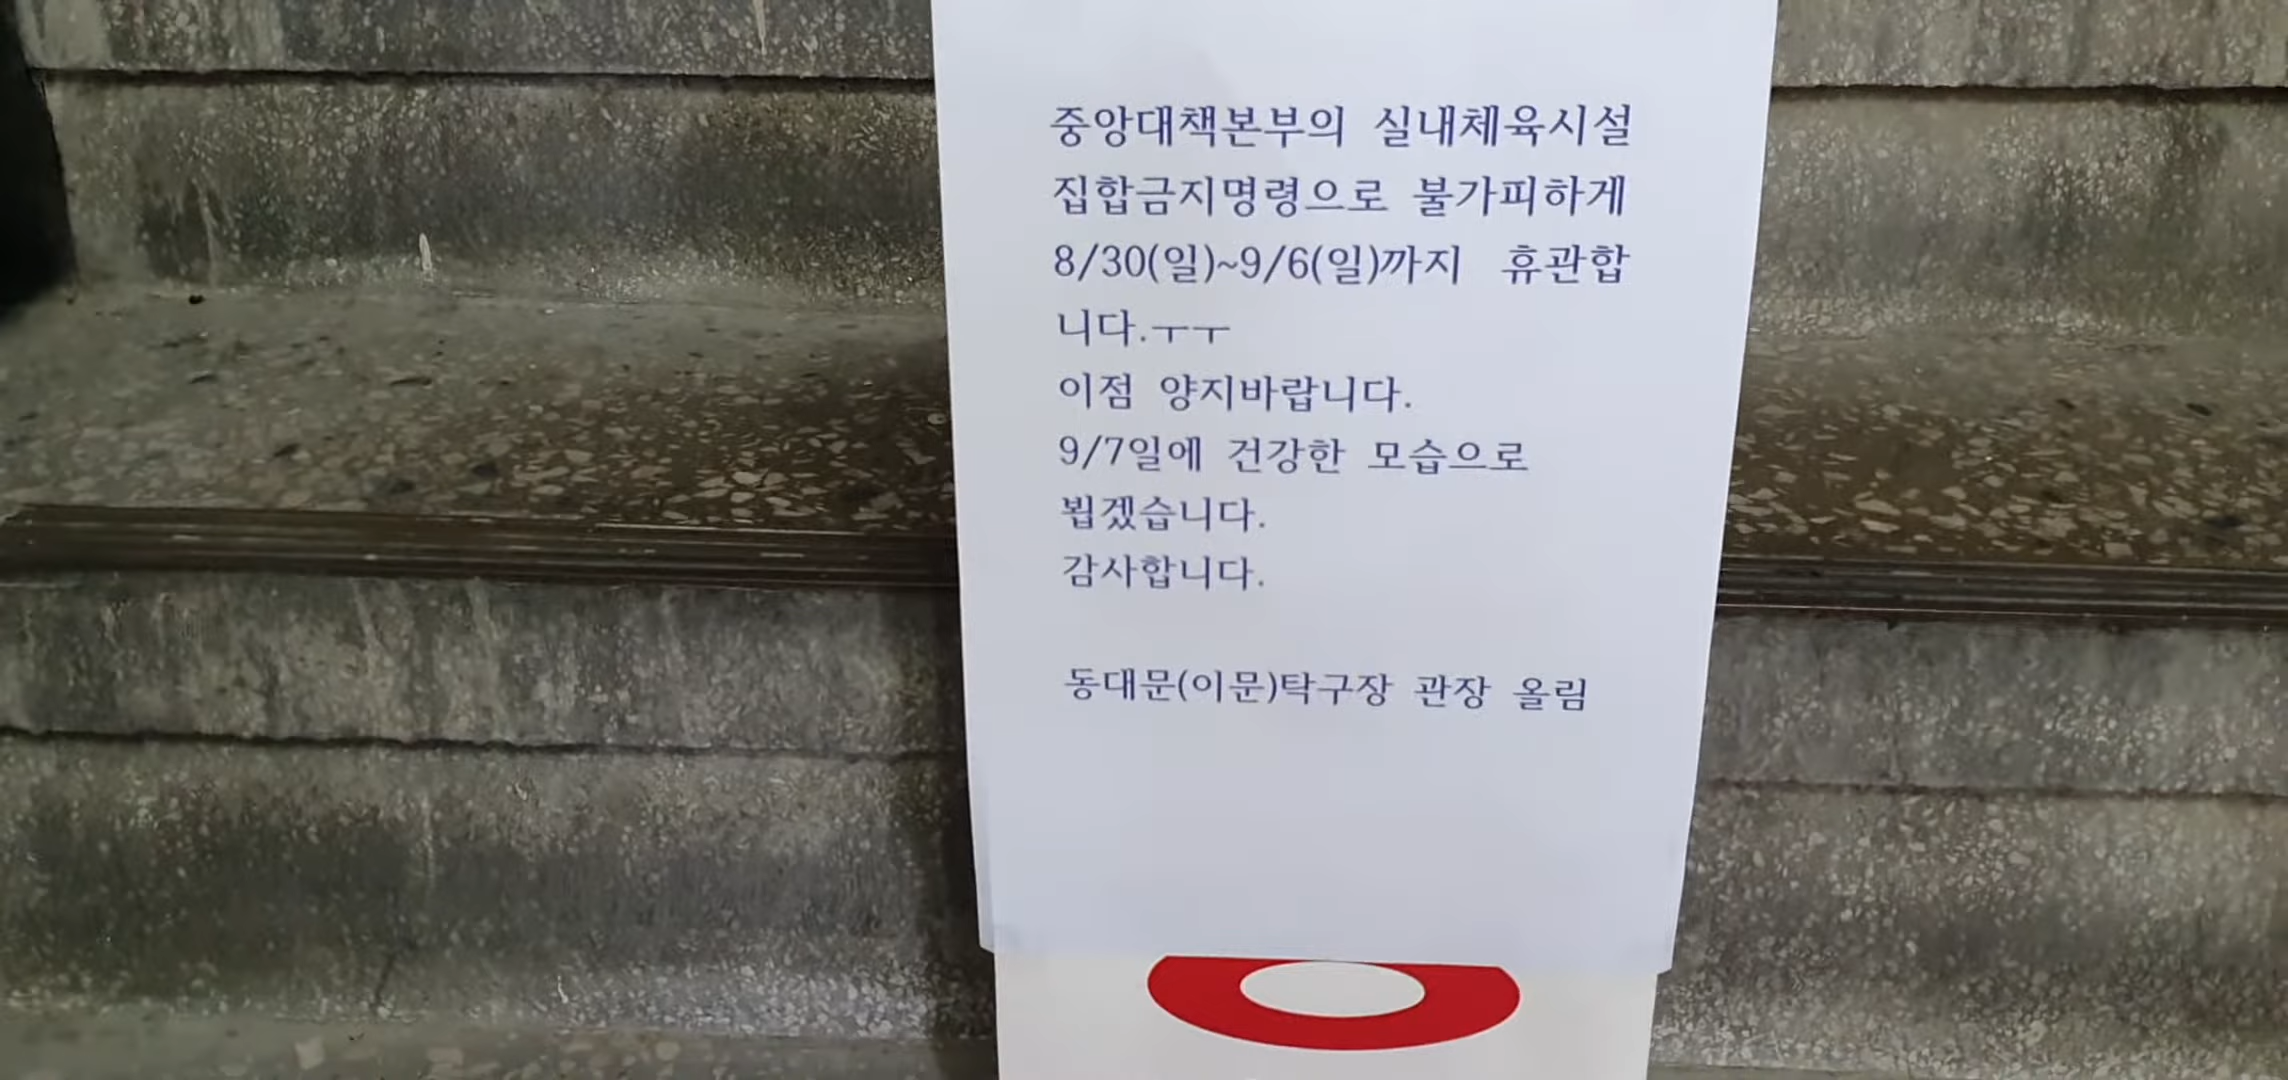 중앙대책본부의 실내체육시설
집합금지명령으로 불가피하게
8/30(일)~9/6(일)까지 휴관합
니다.ㅜㅜ
이점 양지바랍니다.
9/7일에 건강한 모습으로
뵙겠습니다.
감사합니다.
동대문(이문)탁구장 관장 올림